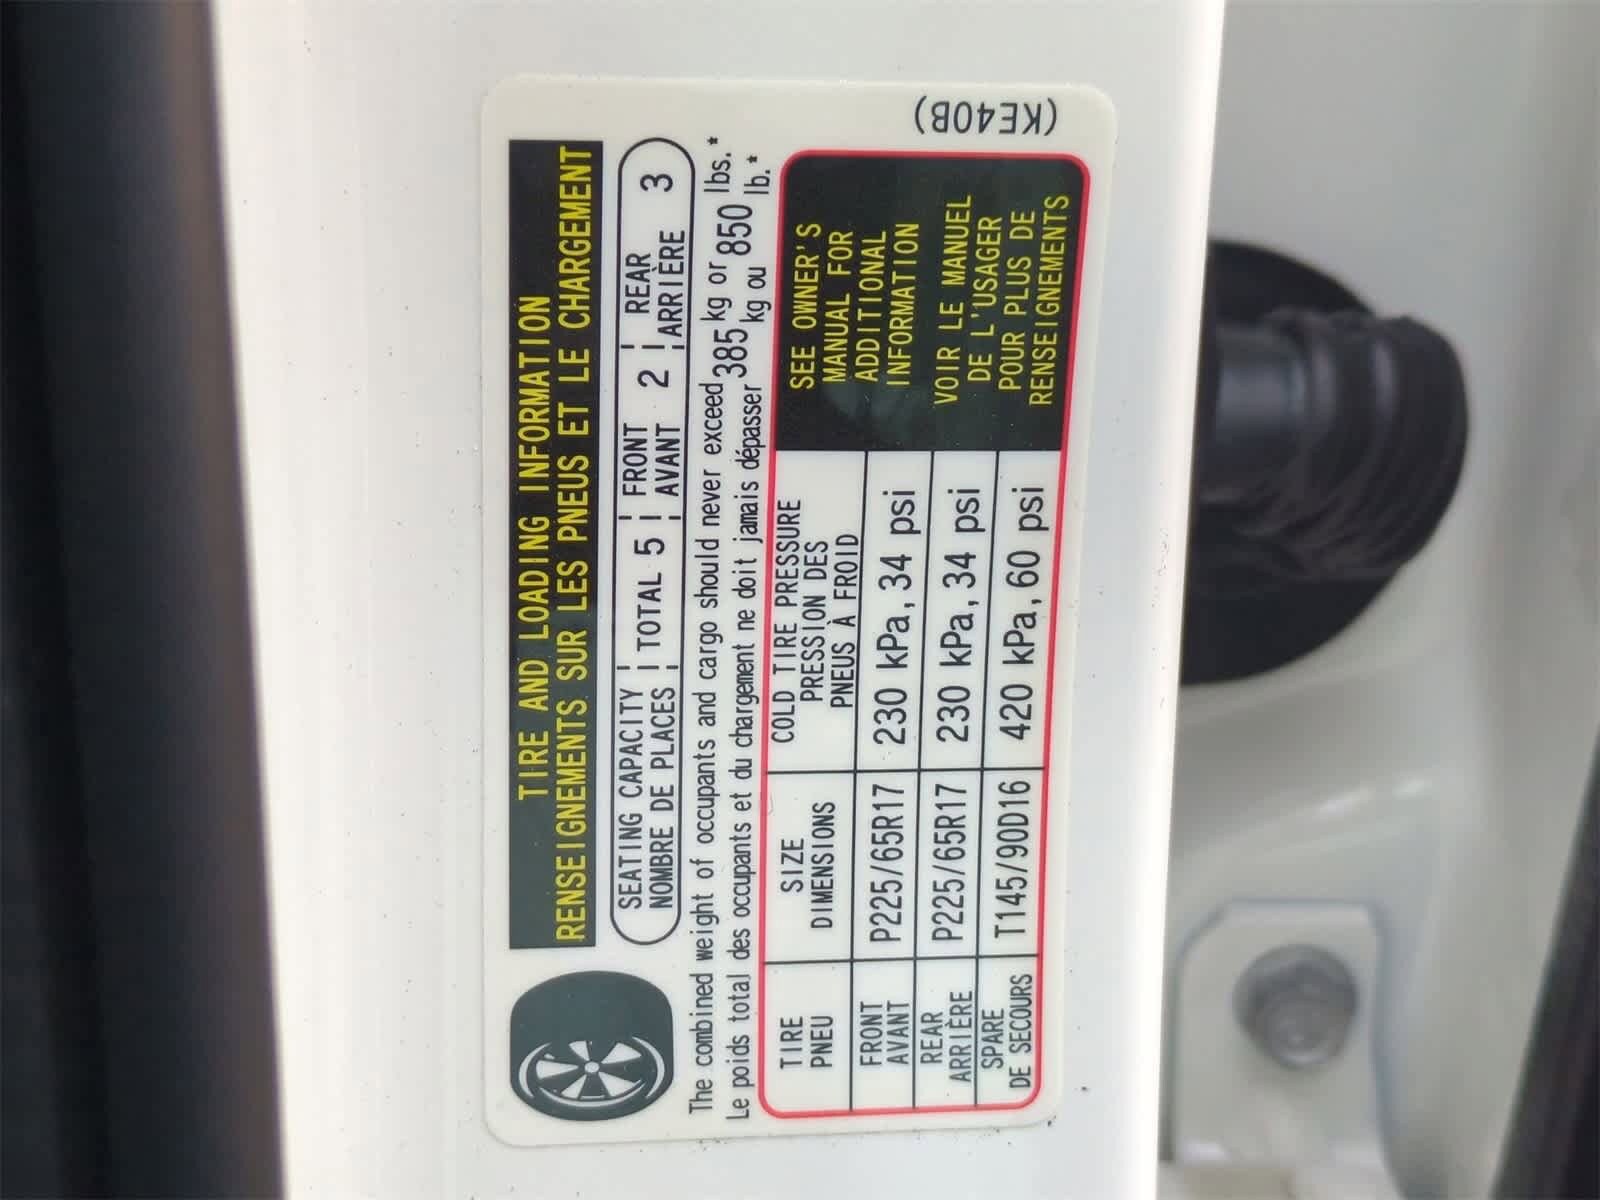 TIRE AND LOADING INFORMATION
RENSEIGNEMENTS SUR LES PNEUS ET LE CHARGEMENT
SEATING CAPACITY TOTAL 5 FRONT 2 REAR 3
NOMBRE DE PLACES AVANT ARRIÈRE
The combined weight of occupants and cargo should never exceed 385 kg or 850 lbs.*
Le poids total des occupants et du chargement ne doit jamais dépasser kg ou lb.*
TIRE SIZE COLD TIRE PRESSURE
PNEU DIMENSIONS PRESSION DES
PNEUS À FROID
FRONT P225/65R17 230 kPa, 34 psi
AVANT
REAR P225/65R17 230 kPa, 34 psi
ARRIÈRE
SPARE T145/90D16 420 kPa, 60 psi
DE SECOURS
SEE OWNER'S
MANUAL FOR
ADDITIONAL
INFORMATION
VOIR LE MANUEL
DE L'USAGER
POUR PLUS DE
RENSEIGNEMENTS
(KE40B)